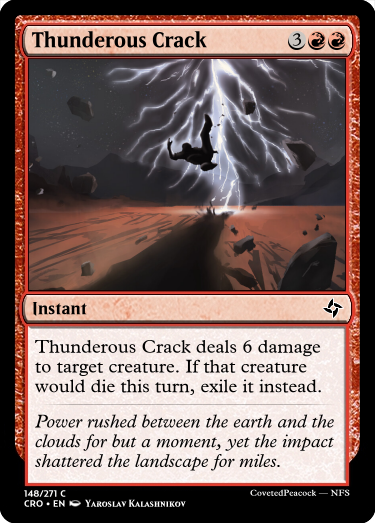 Thunderous Crack 3
Instant
Thunderous Crack deals 6 damage
to target creature. If that creature
would die this turn, exile it instead.
Power rushed between the earth and the
clouds for but a moment, yet the impact
shattered the landscape for miles.
148/271 C
CRO • EN Yaroslav Kalashnikov
CovetedPeacock — NFS